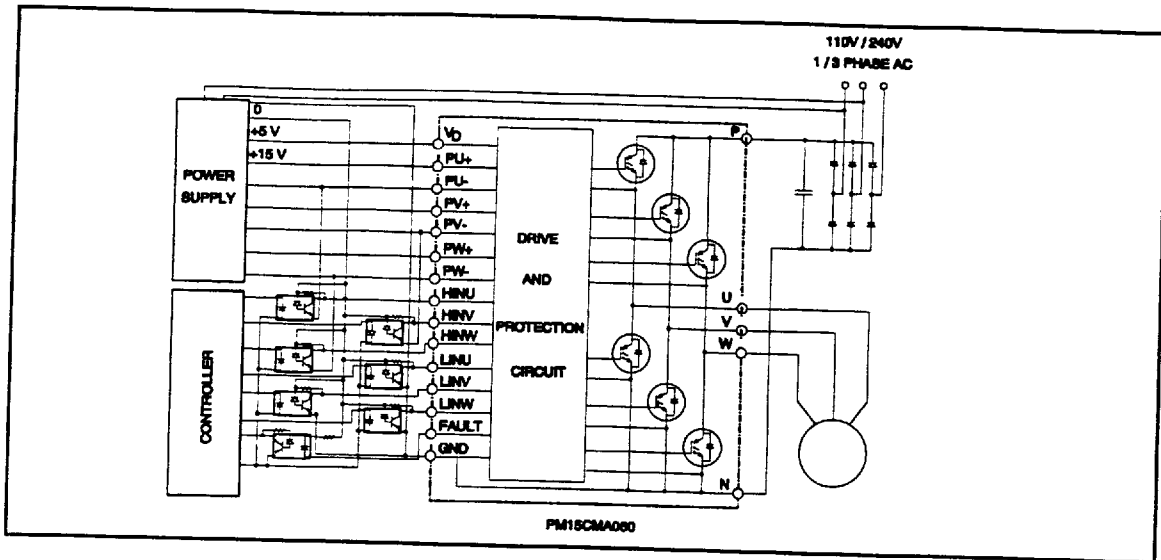 110V / 240V
1 / 3 PHASE AC
0
+5 V
+15 V
POWER
SUPPLY
CONTROLLER
VD
PU+
PU-
PV+
PV-
PW+
PW-
HINU
HINV
HINW
LINU
LINV
LINW
FAULT
GND
DRIVE
AND
PROTECTION
CIRCUIT
P
U
V
W
N
PM15CMA060